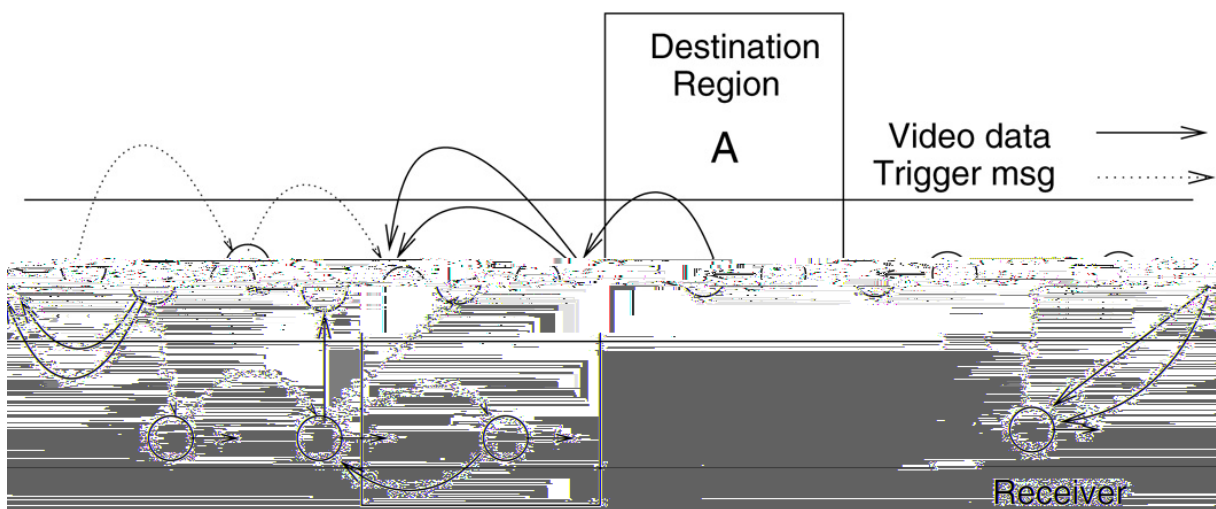 Destination
Region
A
Video data
Trigger msg
Receiver